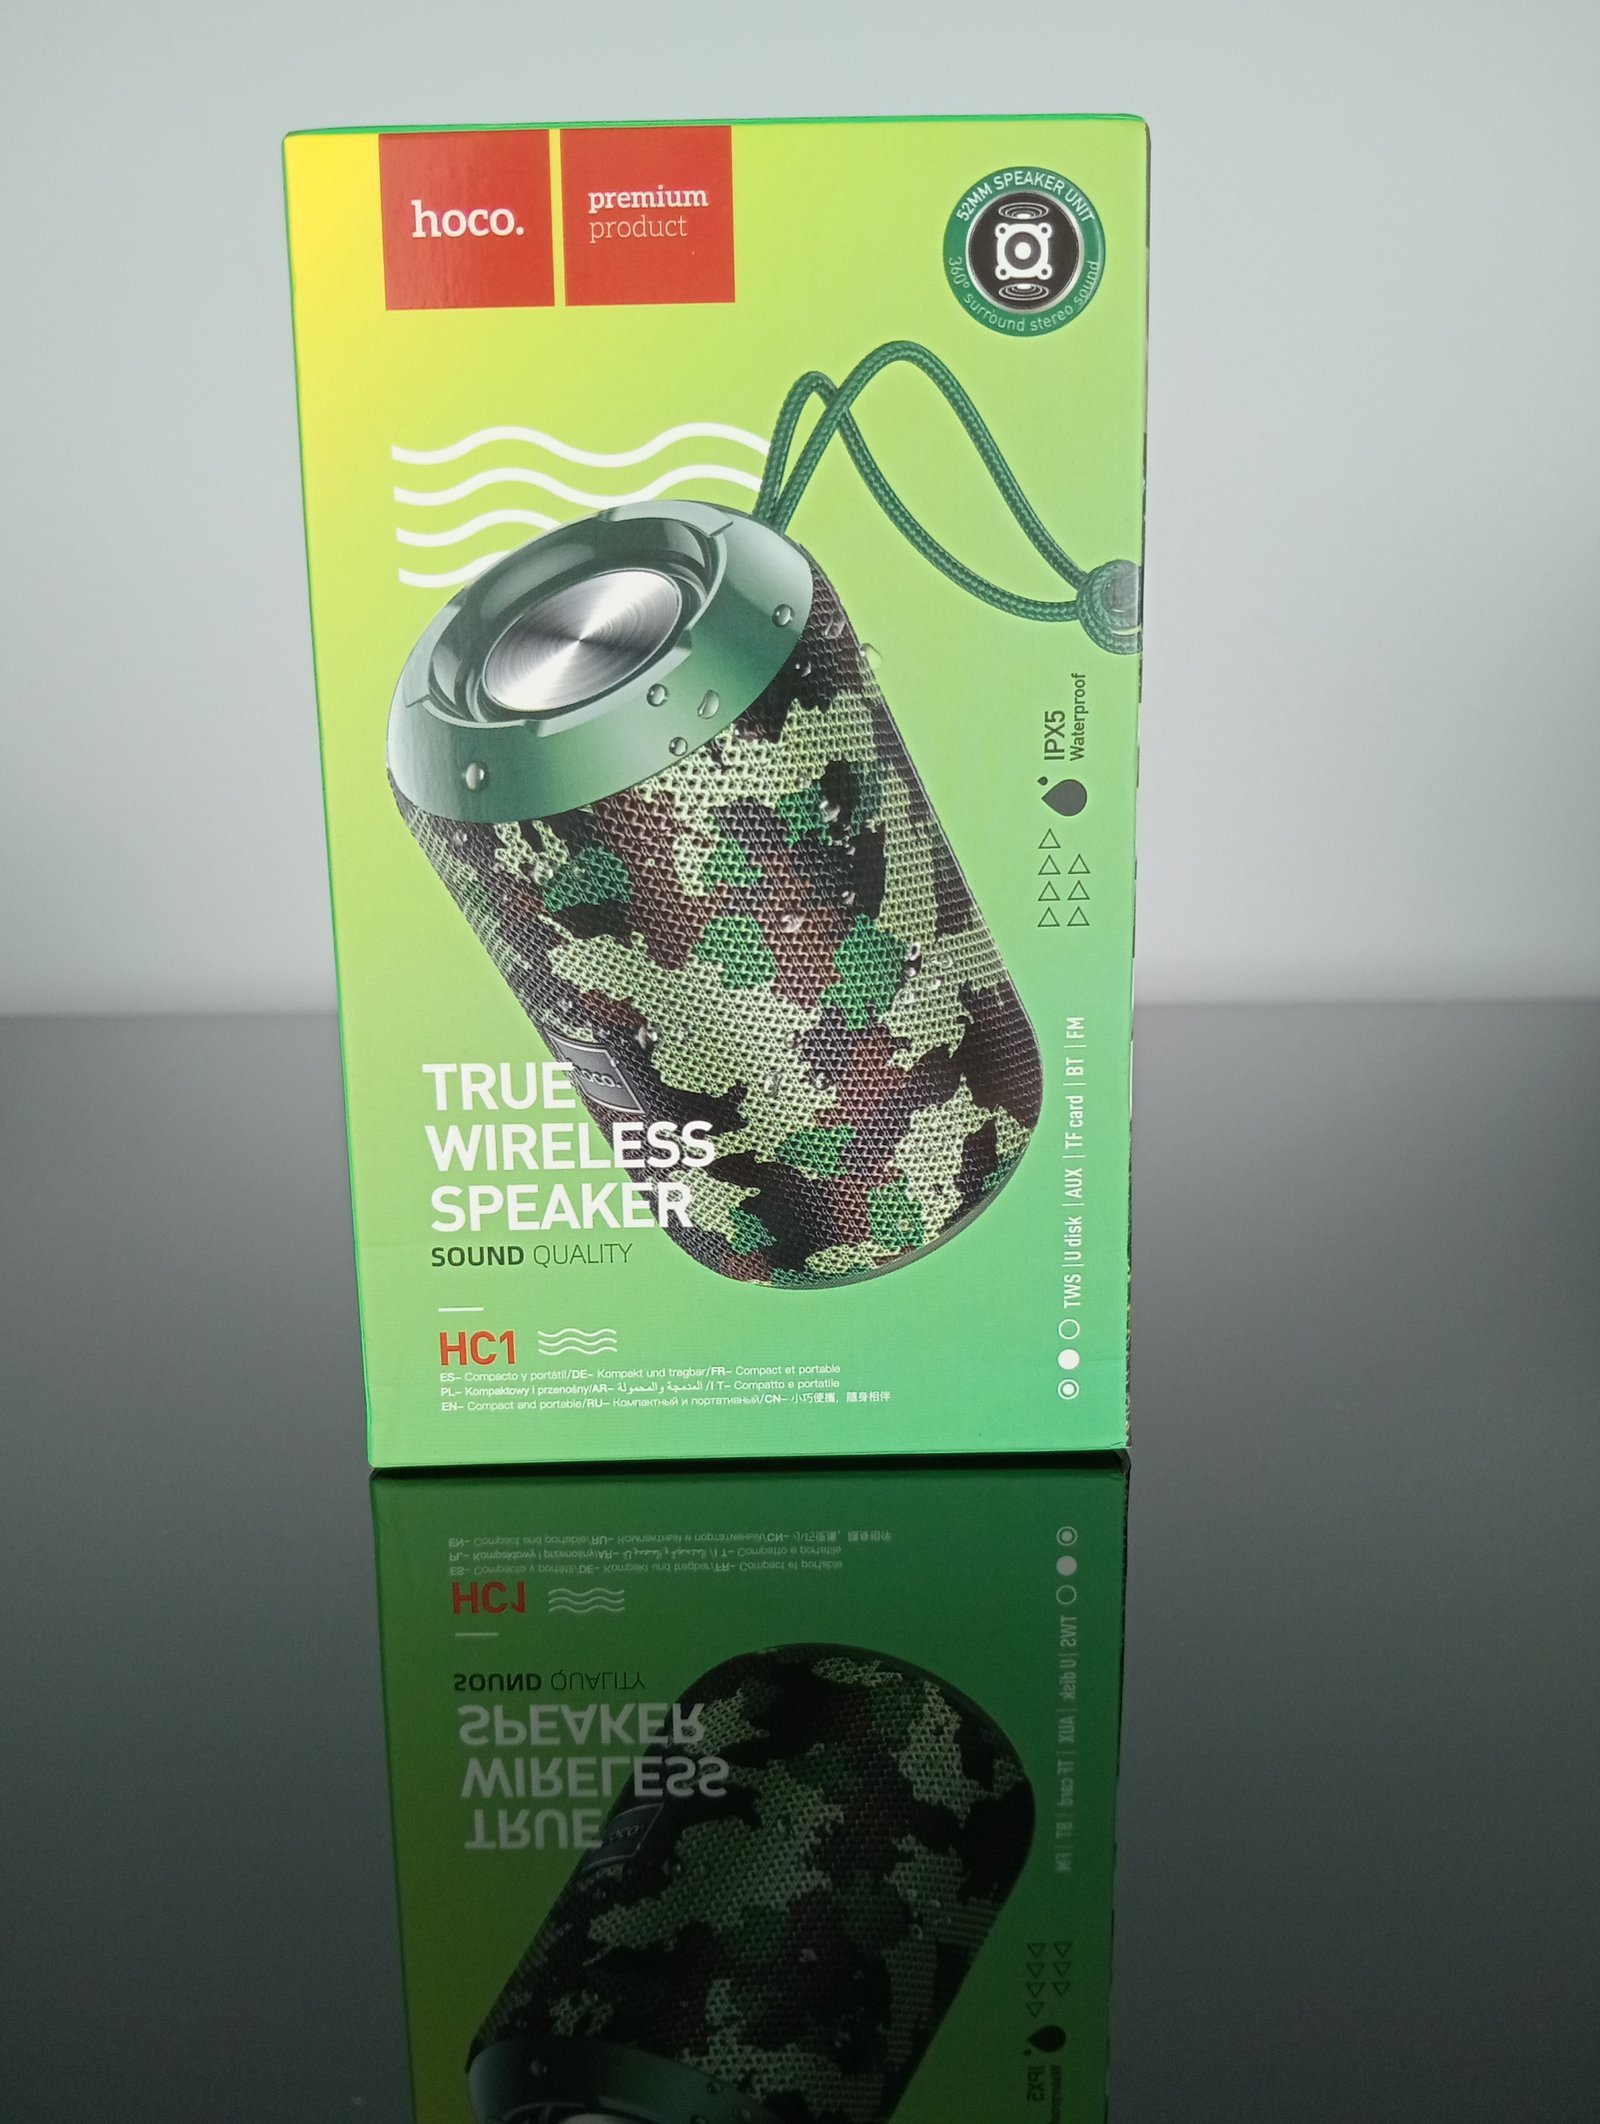 hoco.
premium
product
52MM SPEAKER UNIT
360° surround stereo sound
IPX5
Waterproof
hoco.
TRUE
WIRELESS
SPEAKER
SOUND QUALITY
TWS | U disk | AUX | TF card | BT | FM
HC1
ES- Compacto y portátil/DE- Kompakt und tragbar/FR- Compact et portable
PL- Kompaktowy i przenośny/AR- المدمجة والمحمولة /I T- Compatto e portatile
EN- Compact and portable/RU- Компактный и портативный/CN- 小巧便攜，隨身相伴